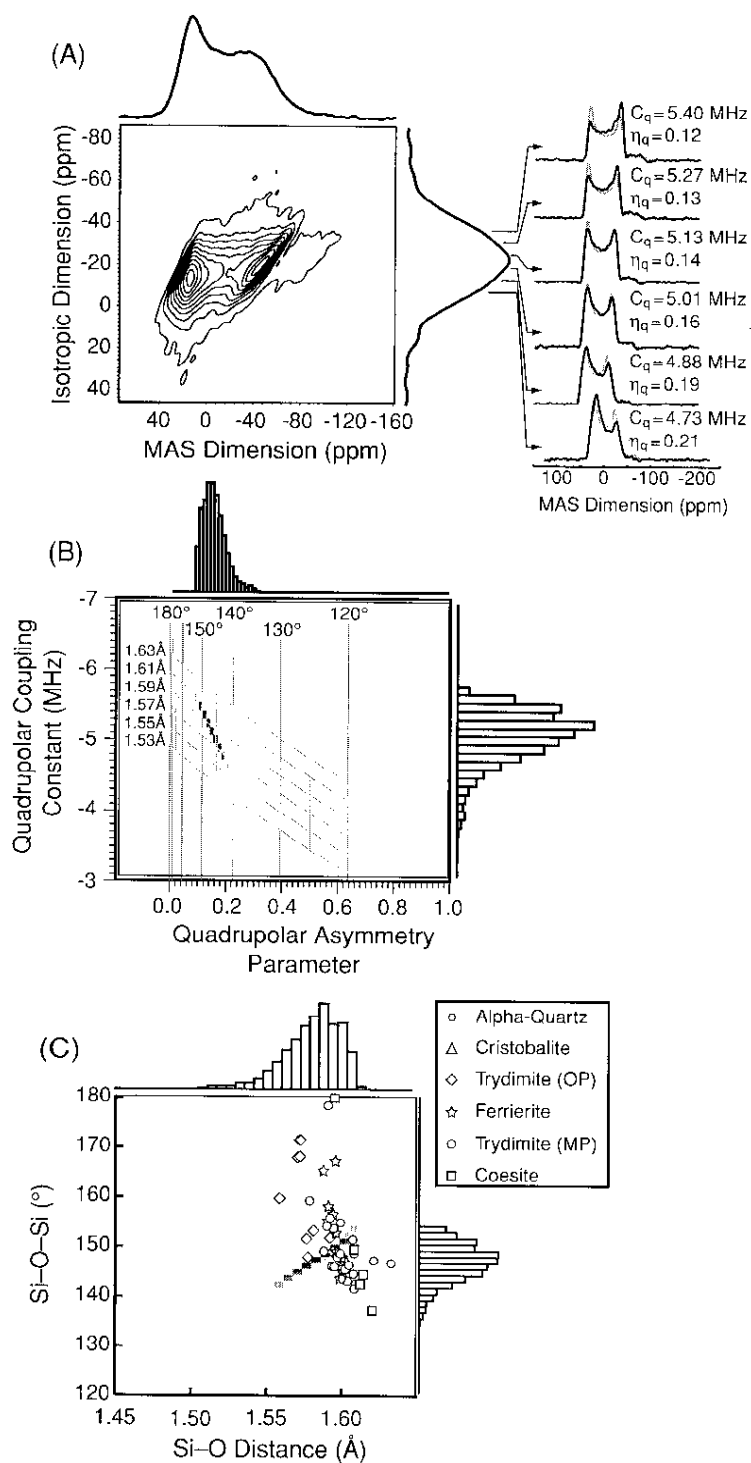 (A)
Isotropic Dimension (ppm)
-80
-60
-40
-20
0
20
40
40 0 -40 -80 -120 -160
MAS Dimension (ppm)
Cq=5.40 MHz
ηq=0.12
Cq=5.27 MHz
ηq=0.13
Cq=5.13 MHz
ηq=0.14
Cq=5.01 MHz
ηq=0.16
Cq=4.88 MHz
ηq=0.19
Cq=4.73 MHz
ηq=0.21
100 0 -100 -200
MAS Dimension (ppm)
(B)
Quadrupolar Coupling
Constant (MHz)
-7
-6
-5
-4
-3
180° 140° 120°
150° 130°
1.63Å
1.61Å
1.59Å
1.57Å
1.55Å
1.53Å
0.0 0.2 0.4 0.6 0.8 1.0
Quadrupolar Asymmetry
Parameter
(C)
Si–O–Si (°)
180
170
160
150
140
130
120
1.45 1.50 1.55 1.60
Si–O Distance (Å)
Alpha-Quartz
Cristobalite
Trydimite (OP)
Ferrierite
Trydimite (MP)
Coesite